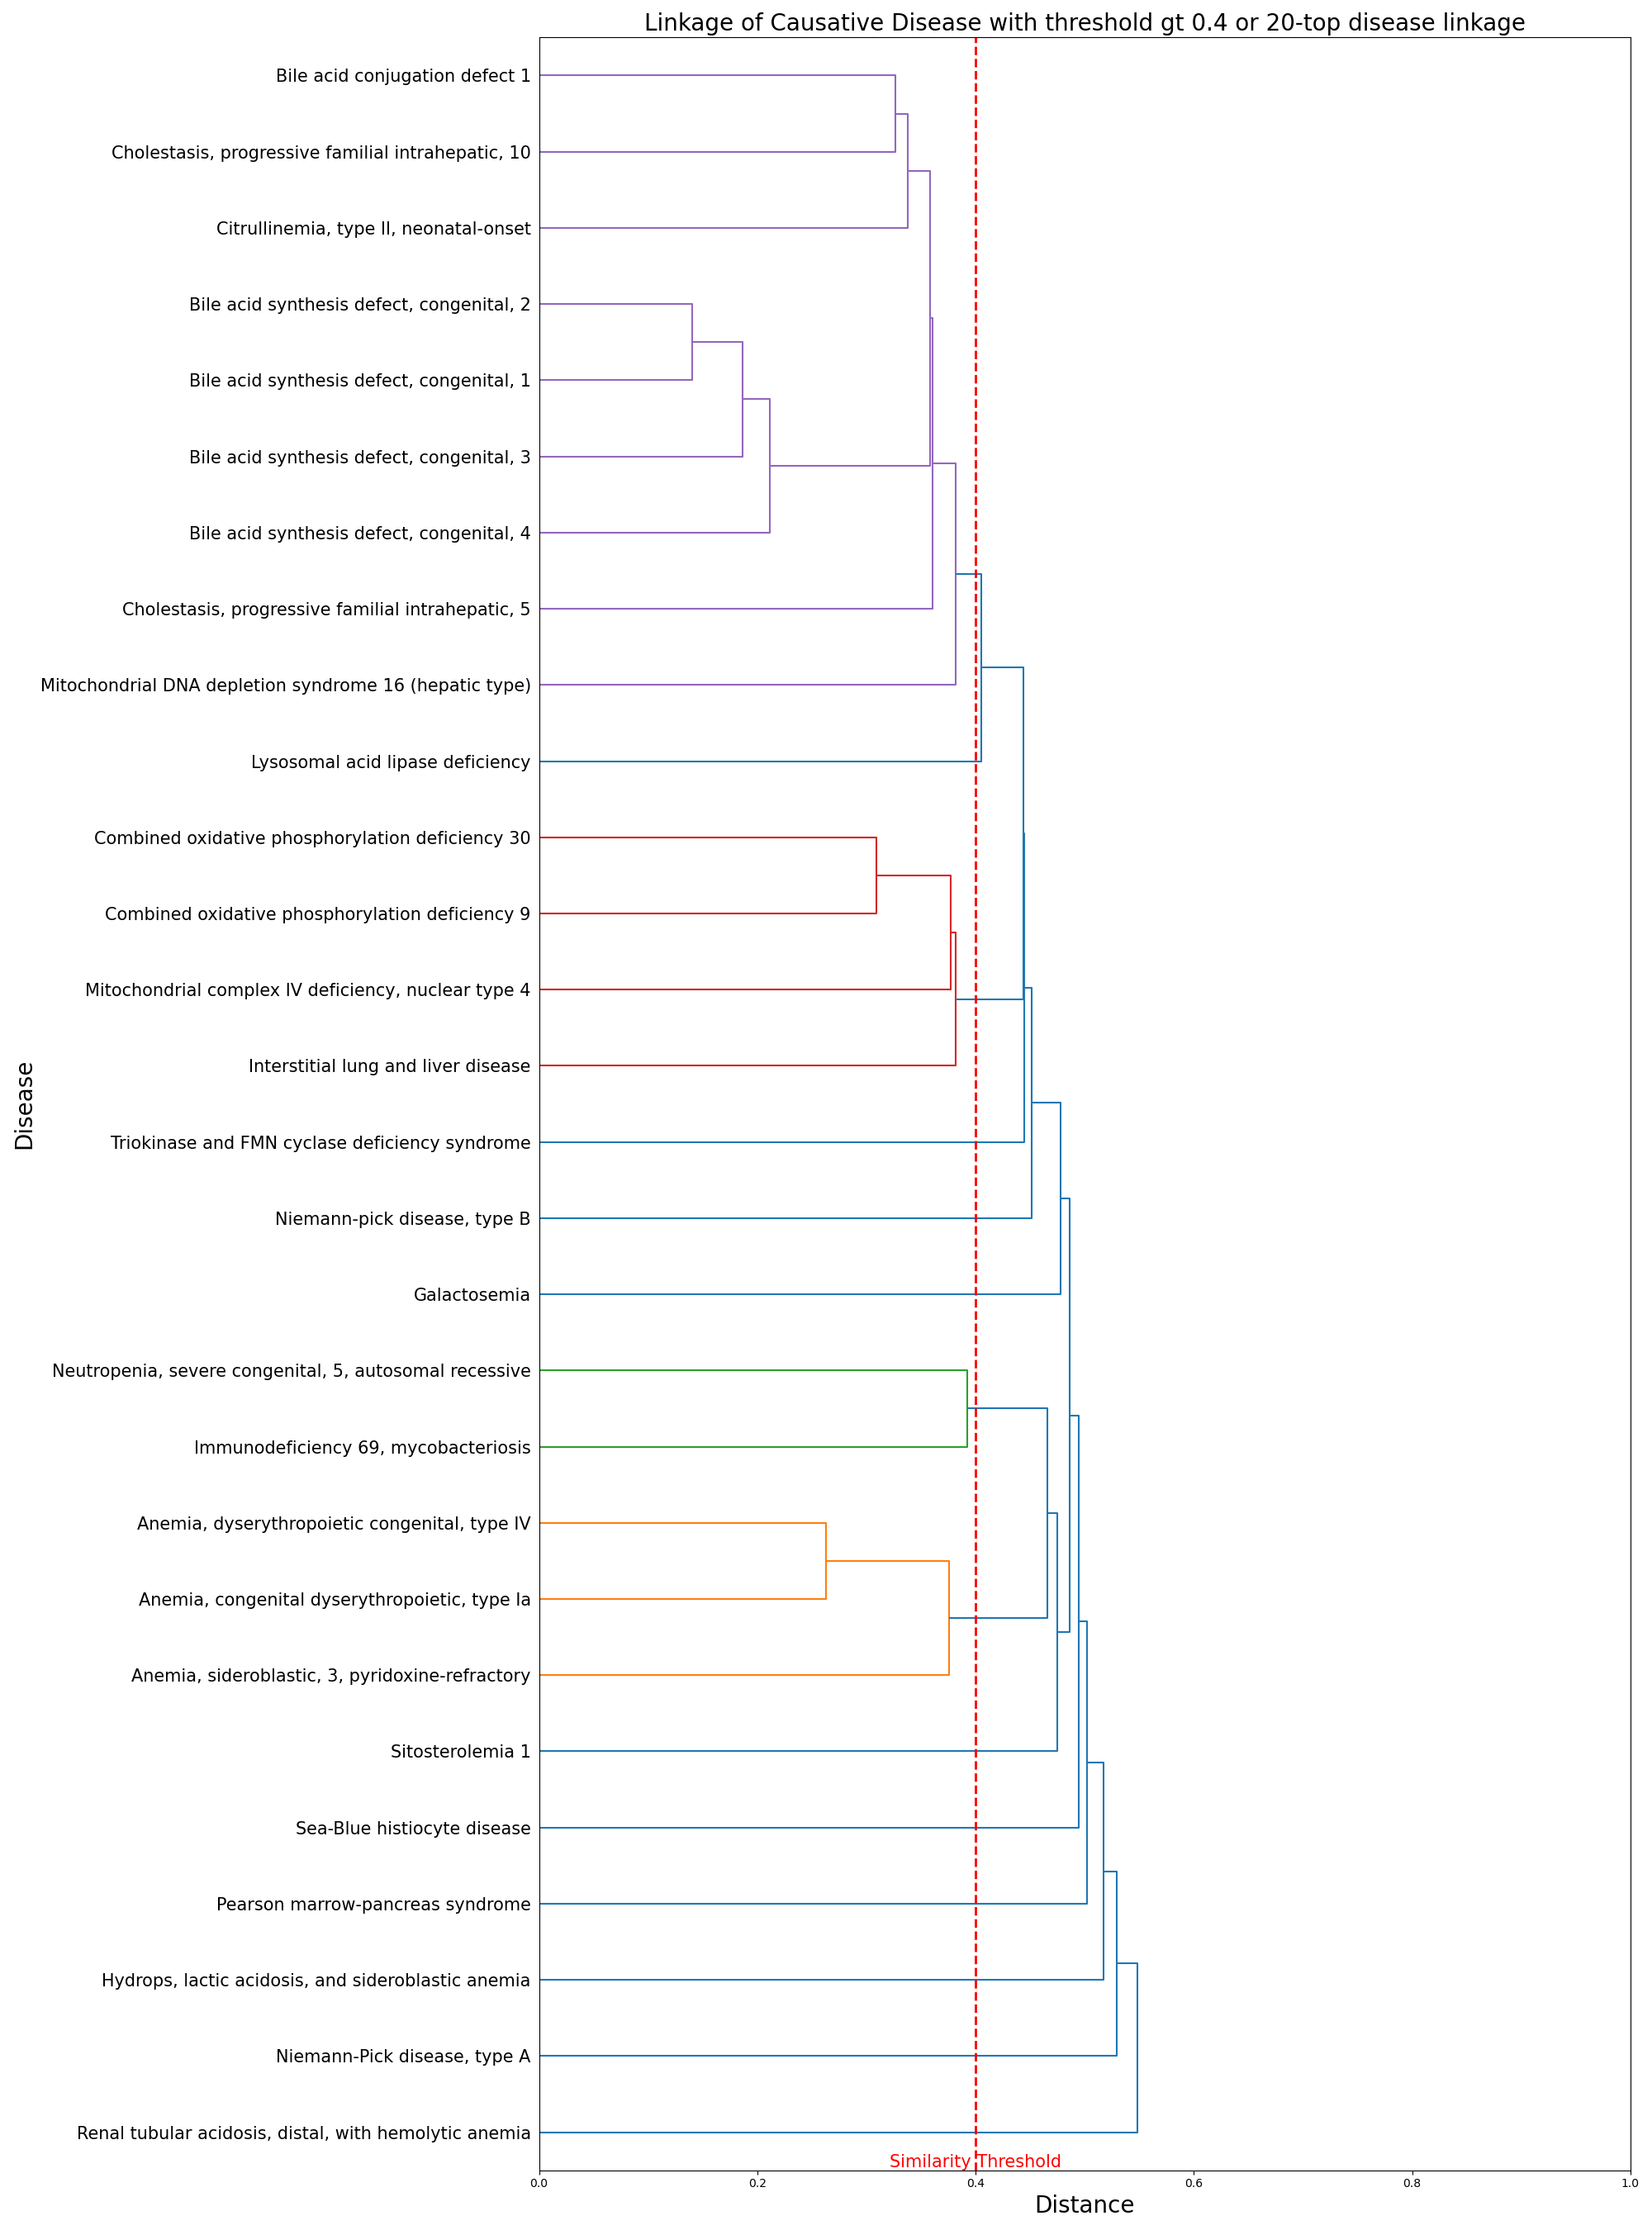 Linkage of Causative Disease with threshold gt 0.4 or 20-top disease linkage
Bile acid conjugation defect 1
Cholestasis, progressive familial intrahepatic, 10
Citrullinemia, type II, neonatal-onset
Bile acid synthesis defect, congenital, 2
Bile acid synthesis defect, congenital, 1
Bile acid synthesis defect, congenital, 3
Bile acid synthesis defect, congenital, 4
Cholestasis, progressive familial intrahepatic, 5
Mitochondrial DNA depletion syndrome 16 (hepatic type)
Lysosomal acid lipase deficiency
Combined oxidative phosphorylation deficiency 30
Combined oxidative phosphorylation deficiency 9
Mitochondrial complex IV deficiency, nuclear type 4
Interstitial lung and liver disease
Triokinase and FMN cyclase deficiency syndrome
Niemann-pick disease, type B
Galactosemia
Neutropenia, severe congenital, 5, autosomal recessive
Immunodeficiency 69, mycobacteriosis
Anemia, dyserythropoietic congenital, type IV
Anemia, congenital dyserythropoietic, type Ia
Anemia, sideroblastic, 3, pyridoxine-refractory
Sitosterolemia 1
Sea-Blue histiocyte disease
Pearson marrow-pancreas syndrome
Hydrops, lactic acidosis, and sideroblastic anemia
Niemann-Pick disease, type A
Renal tubular acidosis, distal, with hemolytic anemia
Disease
Similarity Threshold
0.0 0.2 0.4 0.6 0.8 1.0
Distance